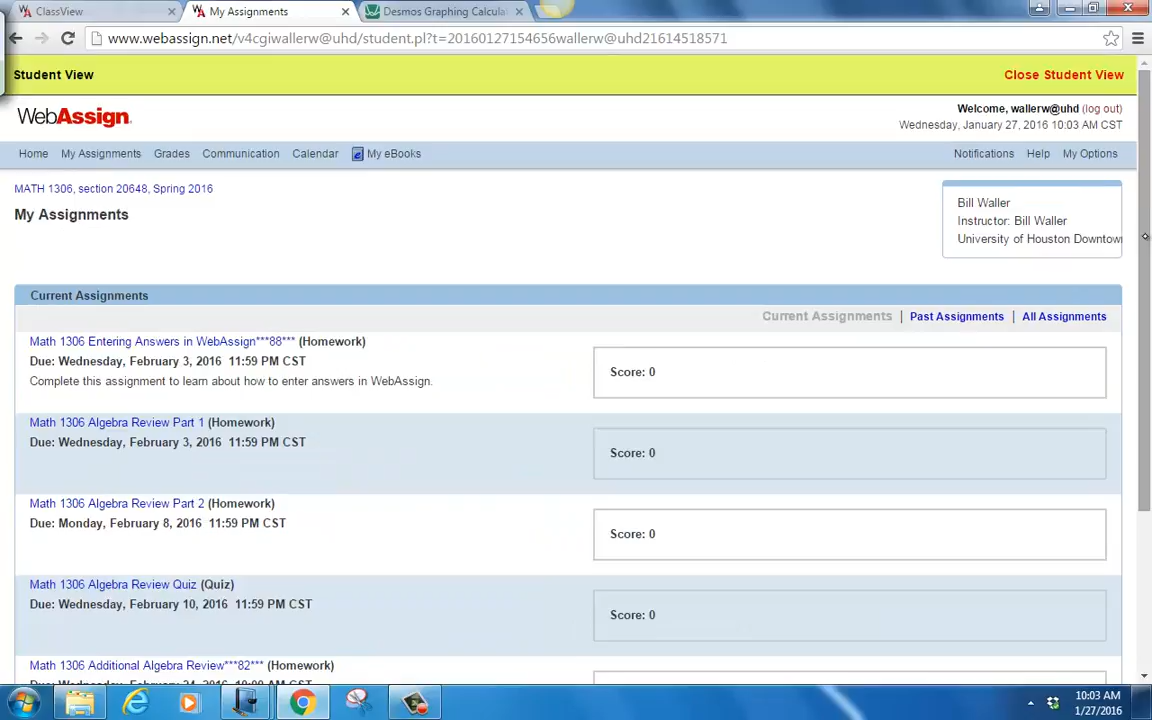 ClassView
My Assignments
Desmos Graphing Calcula
www.webassign.net/v4cgiwallerw@uhd/student.pl?t=20160127154656wallerw@uhd21614518571
Student View
Close Student View
WebAssign.
Welcome, wallerw@uhd (log out)
Wednesday, January 27, 2016 10:03 AM CST
Home My Assignments Grades Communication Calendar My eBooks
Notifications Help My Options
MATH 1306, section 20648, Spring 2016
My Assignments
Bill Waller
Instructor: Bill Waller
University of Houston Downtown
Current Assignments
Current Assignments | Past Assignments | All Assignments
Math 1306 Entering Answers in WebAssign***88*** (Homework)
Due: Wednesday, February 3, 2016 11:59 PM CST
Complete this assignment to learn about how to enter answers in WebAssign.
Score: 0
Math 1306 Algebra Review Part 1 (Homework)
Due: Wednesday, February 3, 2016 11:59 PM CST
Score: 0
Math 1306 Algebra Review Part 2 (Homework)
Due: Monday, February 8, 2016 11:59 PM CST
Score: 0
Math 1306 Algebra Review Quiz (Quiz)
Due: Wednesday, February 10, 2016 11:59 PM CST
Score: 0
Math 1306 Additional Algebra Review***82*** (Homework)
10:03 AM
1/27/2016